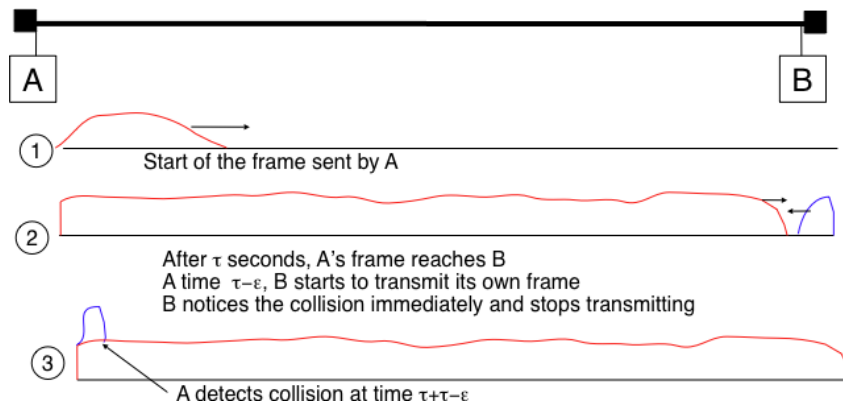 A
B
1
Start of the frame sent by A
2
After τ seconds, A's frame reaches B
A time τ−ε, B starts to transmit its own frame
B notices the collision immediately and stops transmitting
3
A detects collision at time τ+τ−ε